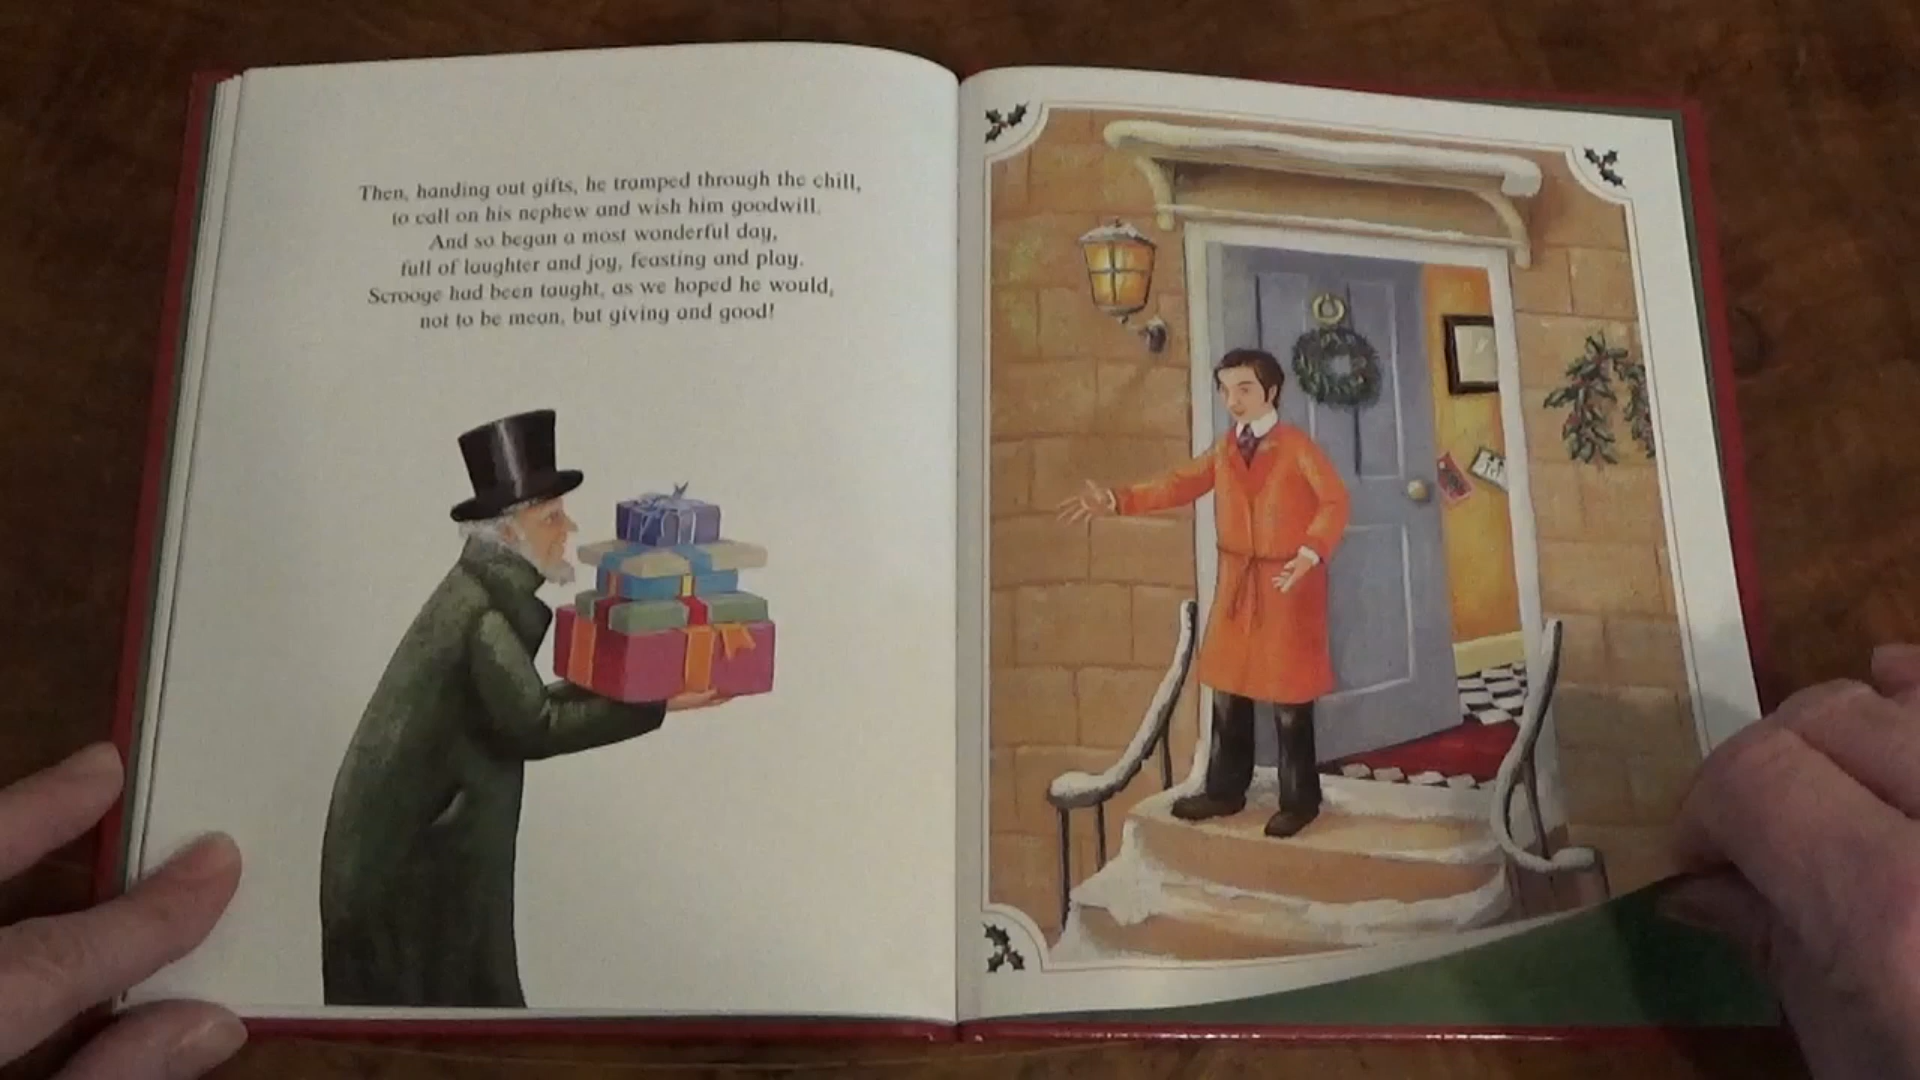 Then, handing out gifts, he tramped through the chill,
to call on his nephew and wish him goodwill.
And so began a most wonderful day,
full of laughter and joy, feasting and play.
Scrooge had been taught, as we hoped he would,
not to be mean, but giving and good!